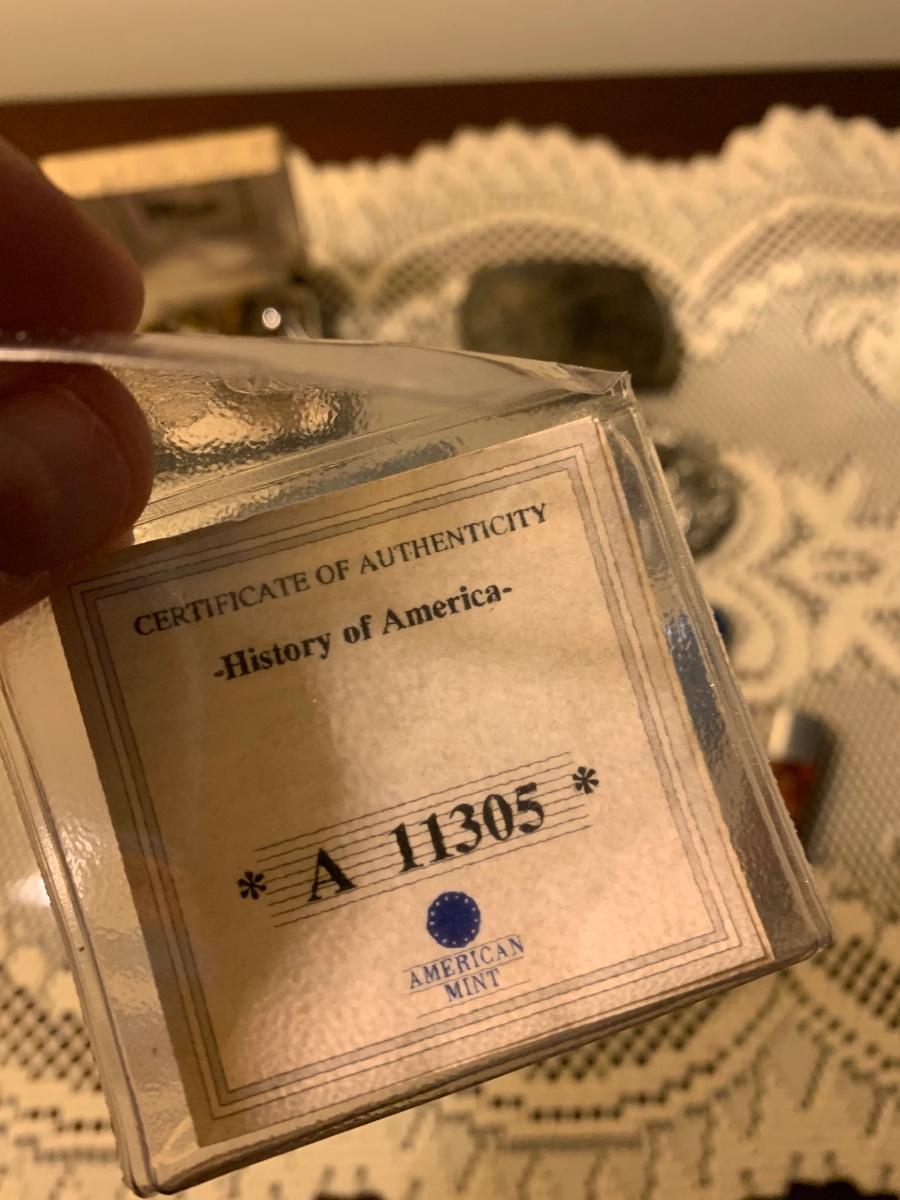 CERTIFICATE OF AUTHENTICITY
-History of America-
* A 11305 *
AMERICAN
MINT